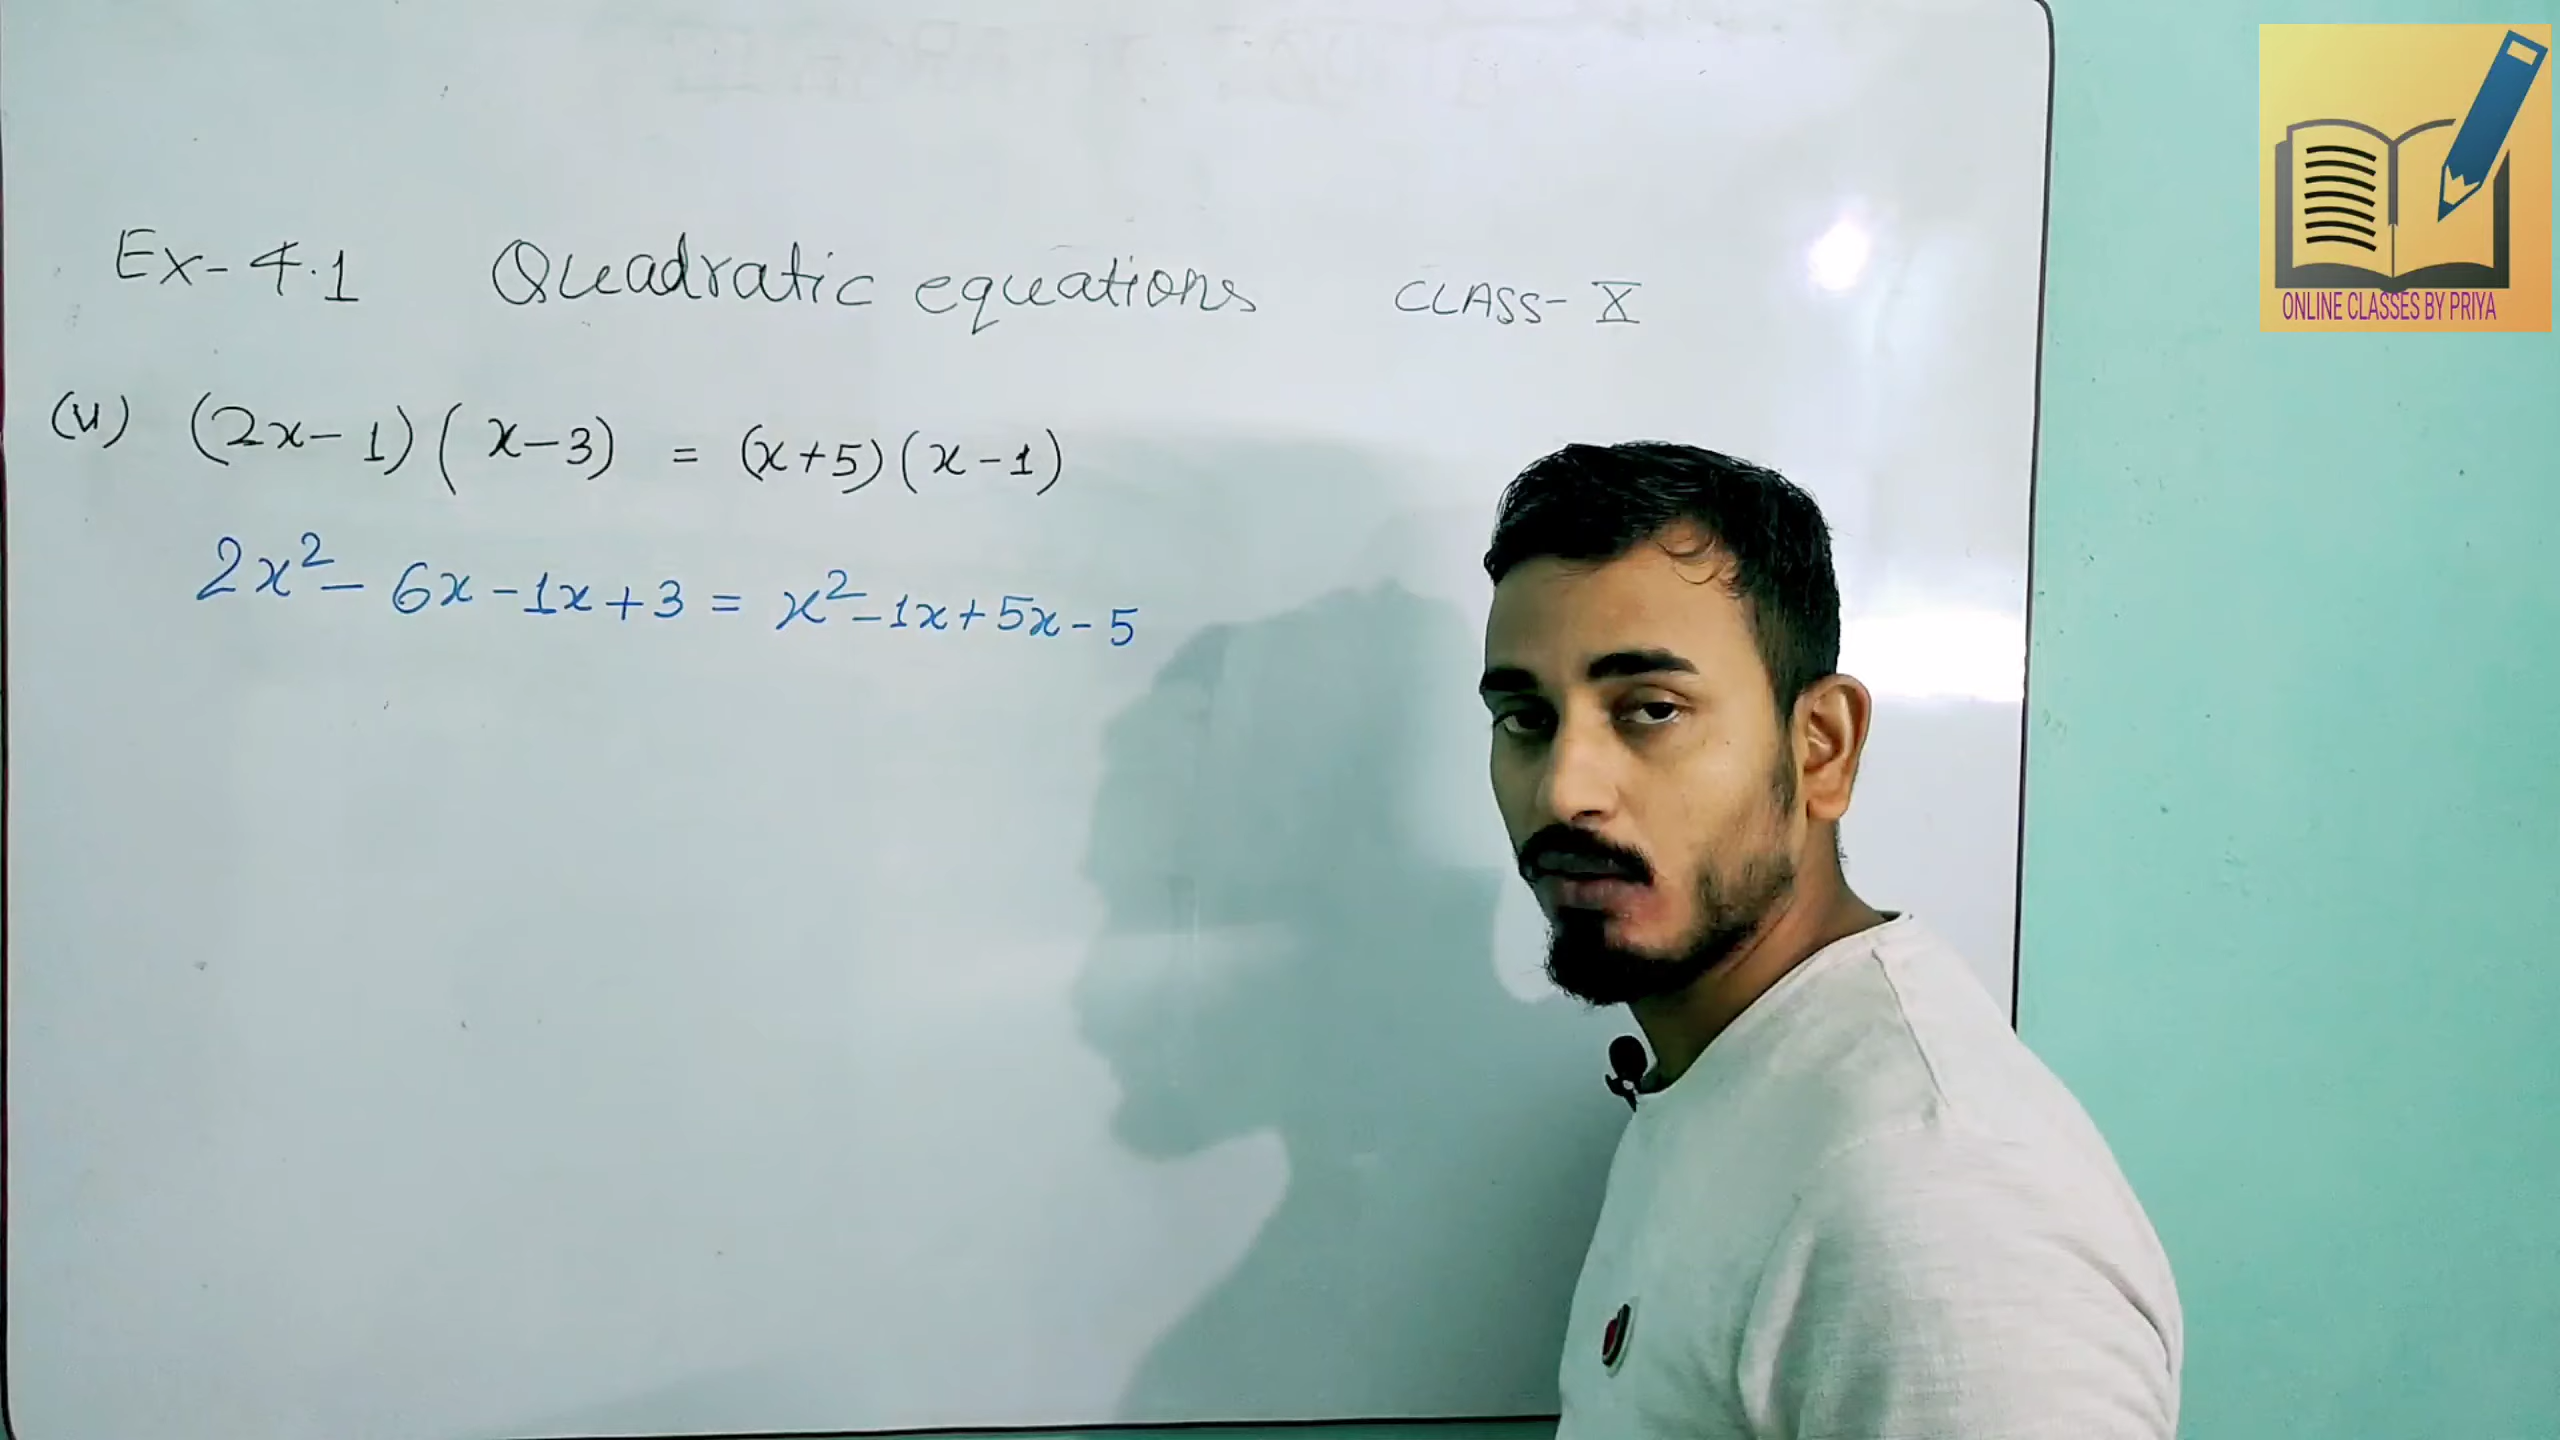 Ex-4.1 Quadratic equations CLASS-X
(v) (2x-1)(x-3) = (x+5)(x-1)
2x²- 6x-1x+3 = x²-1x+5x-5
ONLINE CLASSES BY PRIYA